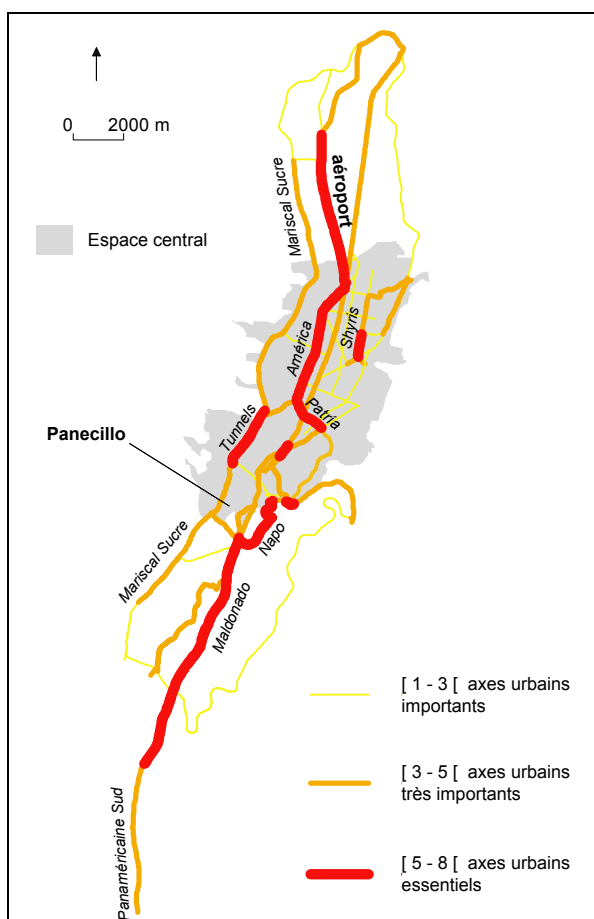 0 2000 m
Espace central
Mariscal Sucre
aéroport
América
Shyris
Tunnels
Patria
Panecillo
Mariscal Sucre
Napo
Maldonado
Panaméricaine Sud
[ 1 - 3 [ axes urbains
importants
[ 3 - 5 [ axes urbains
très importants
[ 5 - 8 [ axes urbains
essentiels